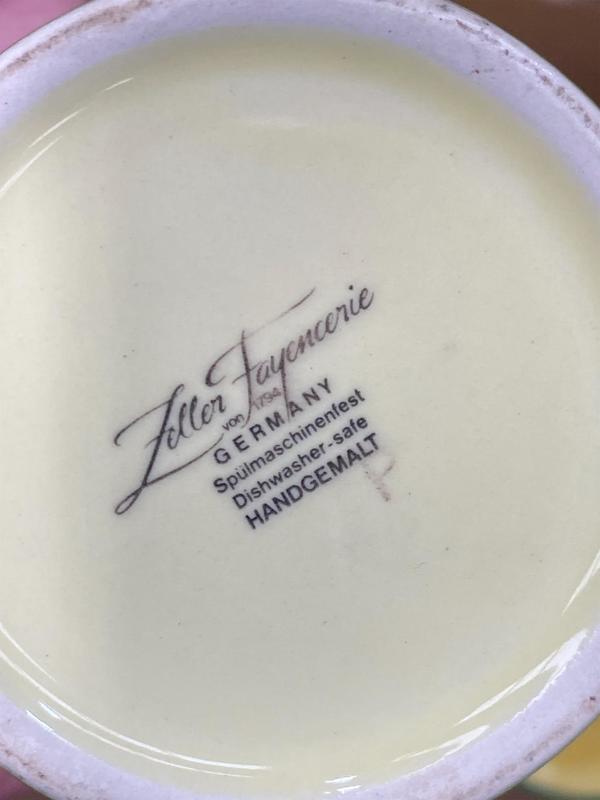 Zeller Fayencerie
von 1794
GERMANY
Spülmaschinenfest
Dishwasher-safe
HANDGEMALT
P